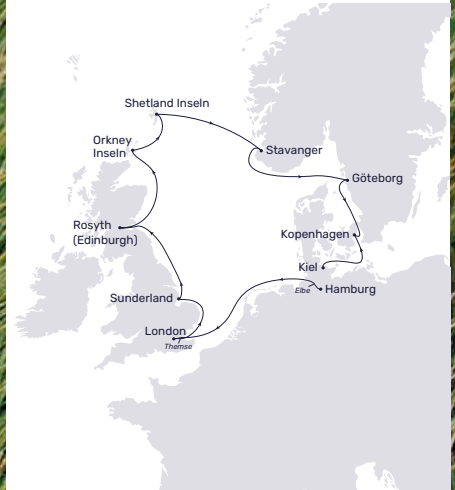 Shetland Inseln
Orkney
Inseln
Stavanger
Göteborg
Rosyth
(Edinburgh)
Kopenhagen
Kiel
Sunderland
Elbe
Hamburg
London
Themse